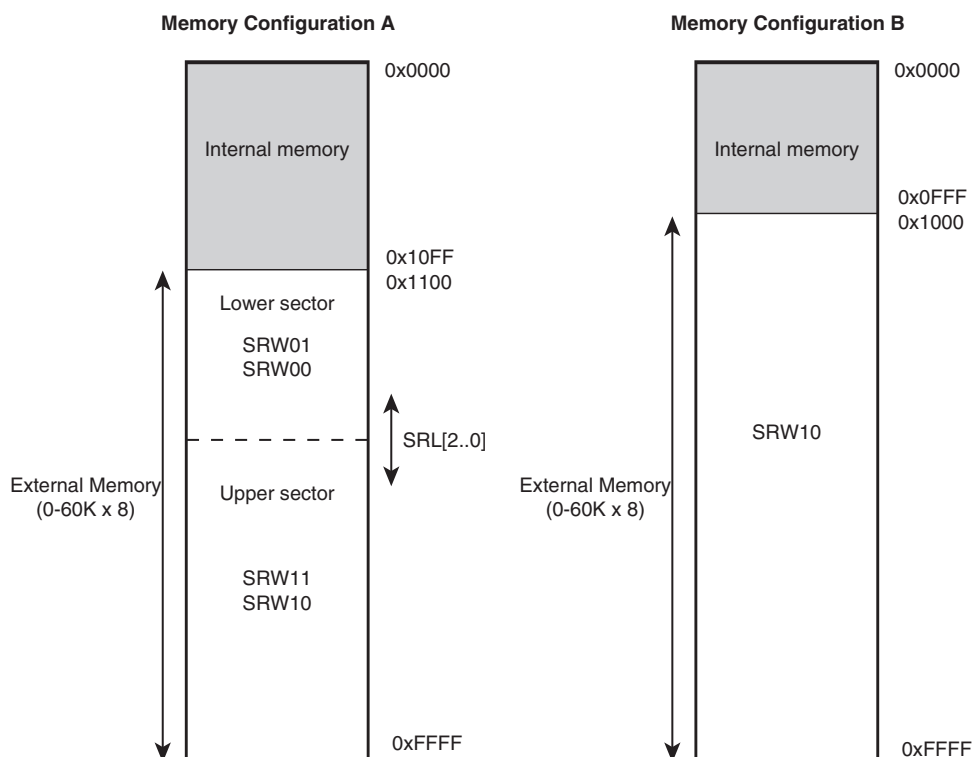 Memory Configuration A
0x0000
Internal memory
0x10FF
0x1100
Lower sector
SRW01
SRW00
SRL[2..0]
Upper sector
External Memory
(0-60K x 8)
SRW11
SRW10
0xFFFF
Memory Configuration B
0x0000
Internal memory
0x0FFF
0x1000
SRW10
External Memory
(0-60K x 8)
0xFFFF